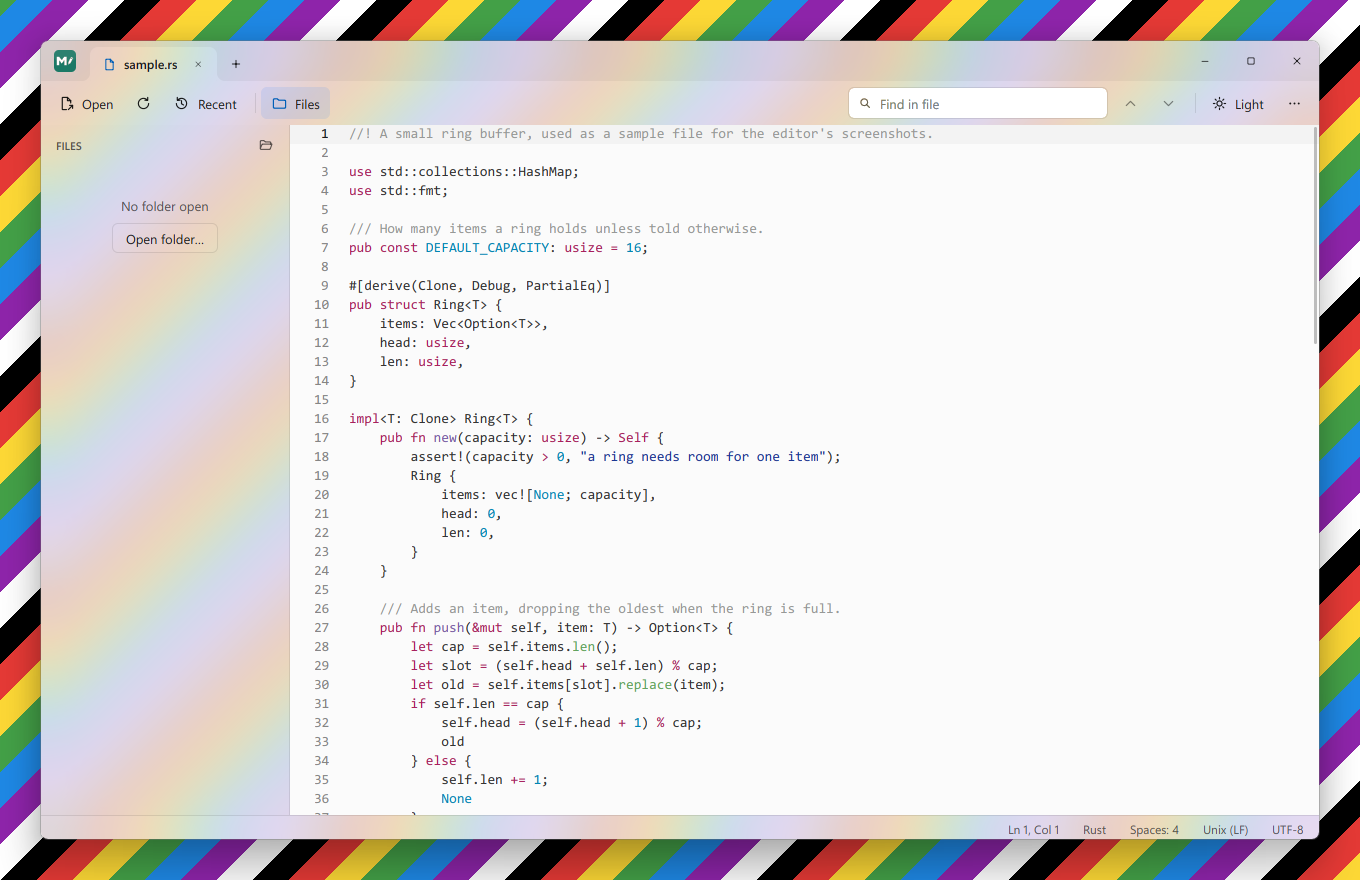 M/
sample.rs
Open
Recent
Files
Find in file
Light
FILES
No folder open
Open folder...
1 //! A small ring buffer, used as a sample file for the editor's screenshots.
2
3 use std::collections::HashMap;
4 use std::fmt;
5
6 /// How many items a ring holds unless told otherwise.
7 pub const DEFAULT_CAPACITY: usize = 16;
8
9 #[derive(Clone, Debug, PartialEq)]
10 pub struct Ring<T> {
11     items: Vec<Option<T>>,
12     head: usize,
13     len: usize,
14 }
15
16 impl<T: Clone> Ring<T> {
17     pub fn new(capacity: usize) -> Self {
18         assert!(capacity > 0, "a ring needs room for one item");
19         Ring {
20             items: vec![None; capacity],
21             head: 0,
22             len: 0,
23         }
24     }
25
26     /// Adds an item, dropping the oldest when the ring is full.
27     pub fn push(&mut self, item: T) -> Option<T> {
28         let cap = self.items.len();
29         let slot = (self.head + self.len) % cap;
30         let old = self.items[slot].replace(item);
31         if self.len == cap {
32             self.head = (self.head + 1) % cap;
33             old
34         } else {
35             self.len += 1;
36             None
Ln 1, Col 1
Rust
Spaces: 4
Unix (LF)
UTF-8